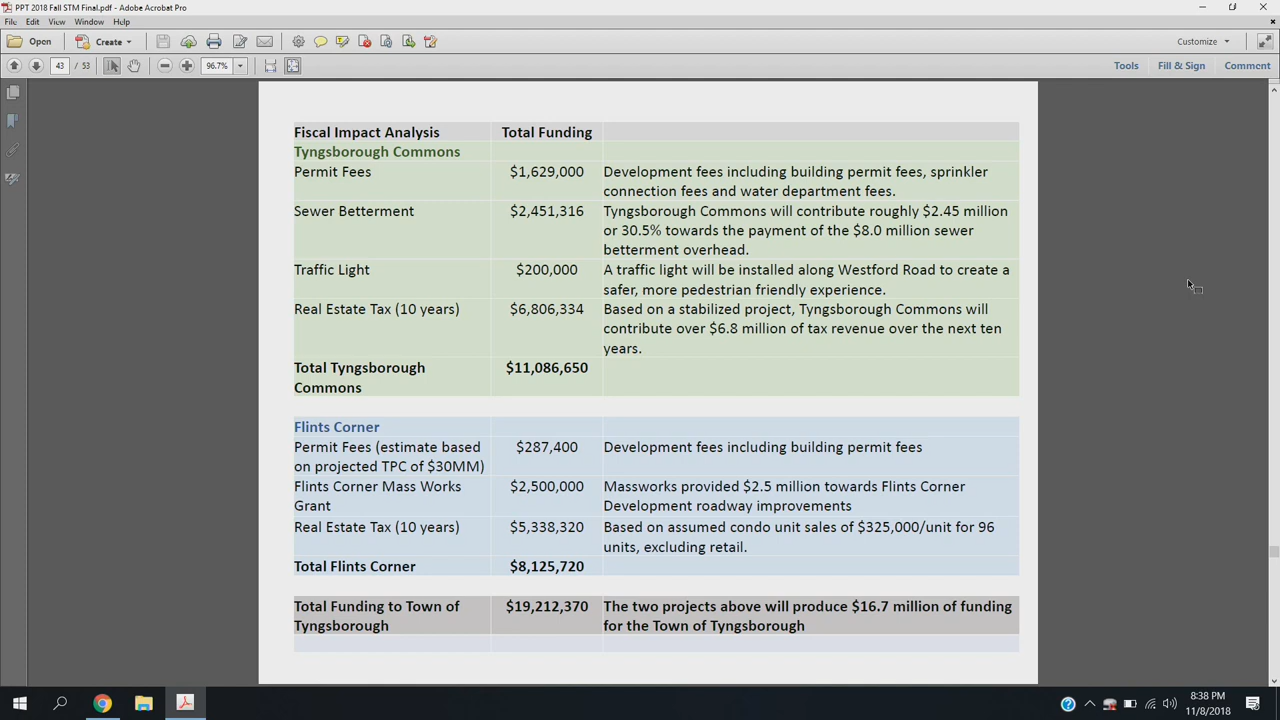 PPT 2018 Fall STM Final.pdf - Adobe Acrobat Pro
File Edit View Window Help
Open Create Customize
43 / 53 96.7% Tools Fill & Sign Comment
Fiscal Impact Analysis Total Funding
Tyngsborough Commons
Permit Fees $1,629,000 Development fees including building permit fees, sprinkler
connection fees and water department fees.
Sewer Betterment $2,451,316 Tyngsborough Commons will contribute roughly $2.45 million
or 30.5% towards the payment of the $8.0 million sewer
betterment overhead.
Traffic Light $200,000 A traffic light will be installed along Westford Road to create a
safer, more pedestrian friendly experience.
Real Estate Tax (10 years) $6,806,334 Based on a stabilized project, Tyngsborough Commons will
contribute over $6.8 million of tax revenue over the next ten
years.
Total Tyngsborough $11,086,650
Commons
Flints Corner
Permit Fees (estimate based $287,400 Development fees including building permit fees
on projected TPC of $30MM)
Flints Corner Mass Works $2,500,000 Massworks provided $2.5 million towards Flints Corner
Grant Development roadway improvements
Real Estate Tax (10 years) $5,338,320 Based on assumed condo unit sales of $325,000/unit for 96
units, excluding retail.
Total Flints Corner $8,125,720
Total Funding to Town of $19,212,370 The two projects above will produce $16.7 million of funding
Tyngsborough for the Town of Tyngsborough
8:38 PM
11/8/2018